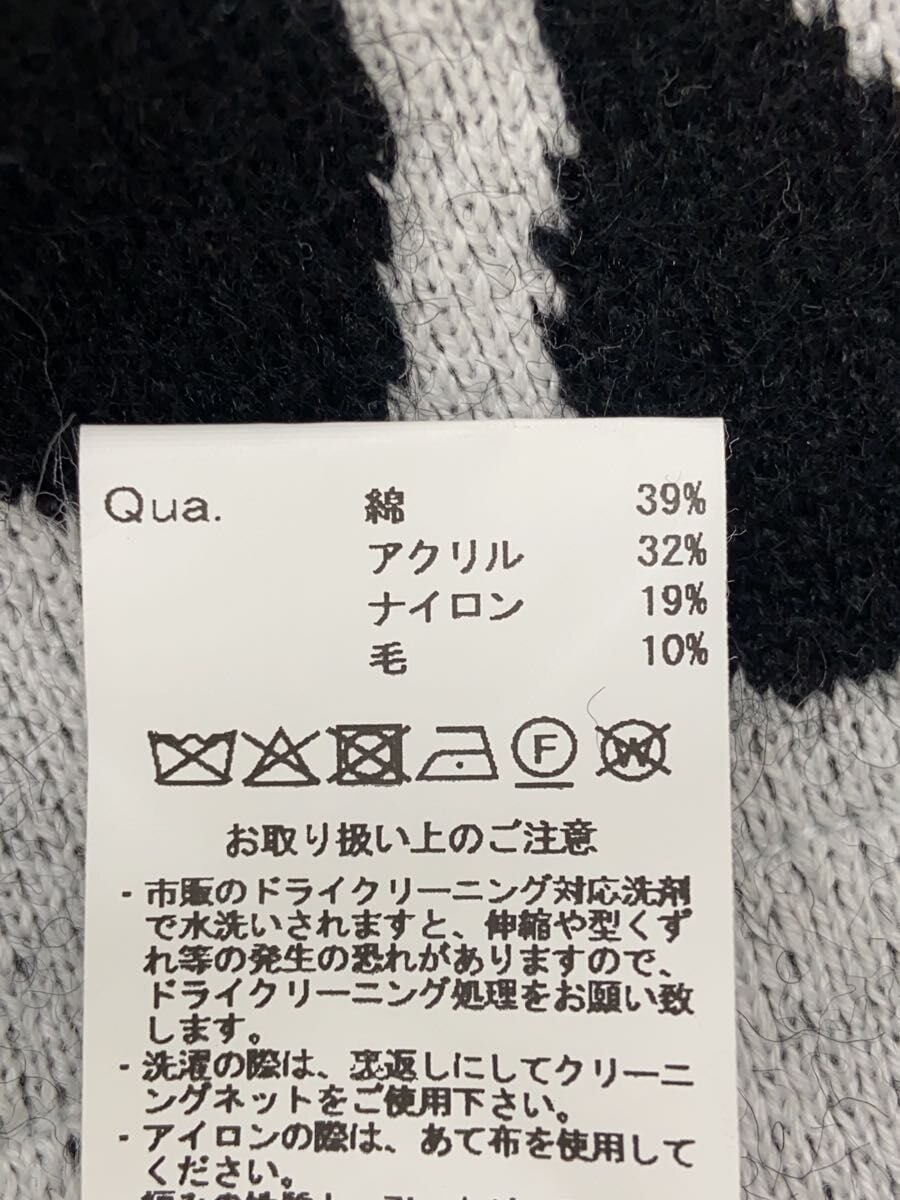 Qua. 綿 39%
アクリル 32%
ナイロン 19%
毛 10%
F W
お取り扱い上のご注意
・市販のドライクリーニング対応洗剤
で水洗いされますと、伸縮や型くず
れ等の発生の恐れがありますので、
ドライクリーニング処理をお願い致
します。
・洗濯の際は、裏返しにしてクリーニ
ングネットをご使用下さい。
・アイロンの際は、あて布を使用して
ください。